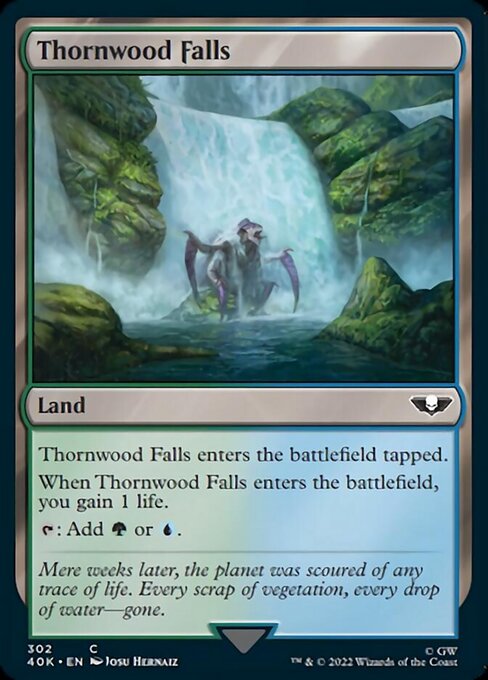 Thornwood Falls
Land
Thornwood Falls enters the battlefield tapped.
When Thornwood Falls enters the battlefield,
you gain 1 life.
: Add or .
Mere weeks later, the planet was scoured of any
trace of life. Every scrap of vegetation, every drop
of water—gone.
302 C © GW
40K • EN Josu Hernaiz ™ & © 2022 Wizards of the Coast